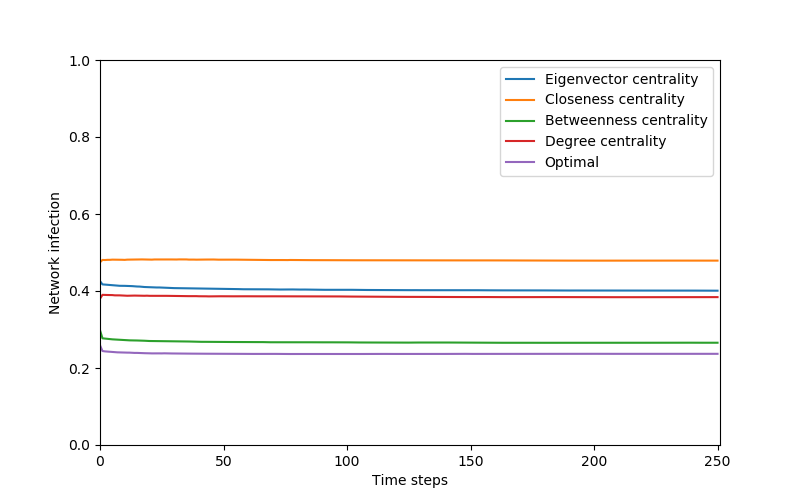 1.0
0.8
0.6
0.4
0.2
0.0
Network infection
Eigenvector centrality
Closeness centrality
Betweenness centrality
Degree centrality
Optimal
0 50 100 150 200 250
Time steps